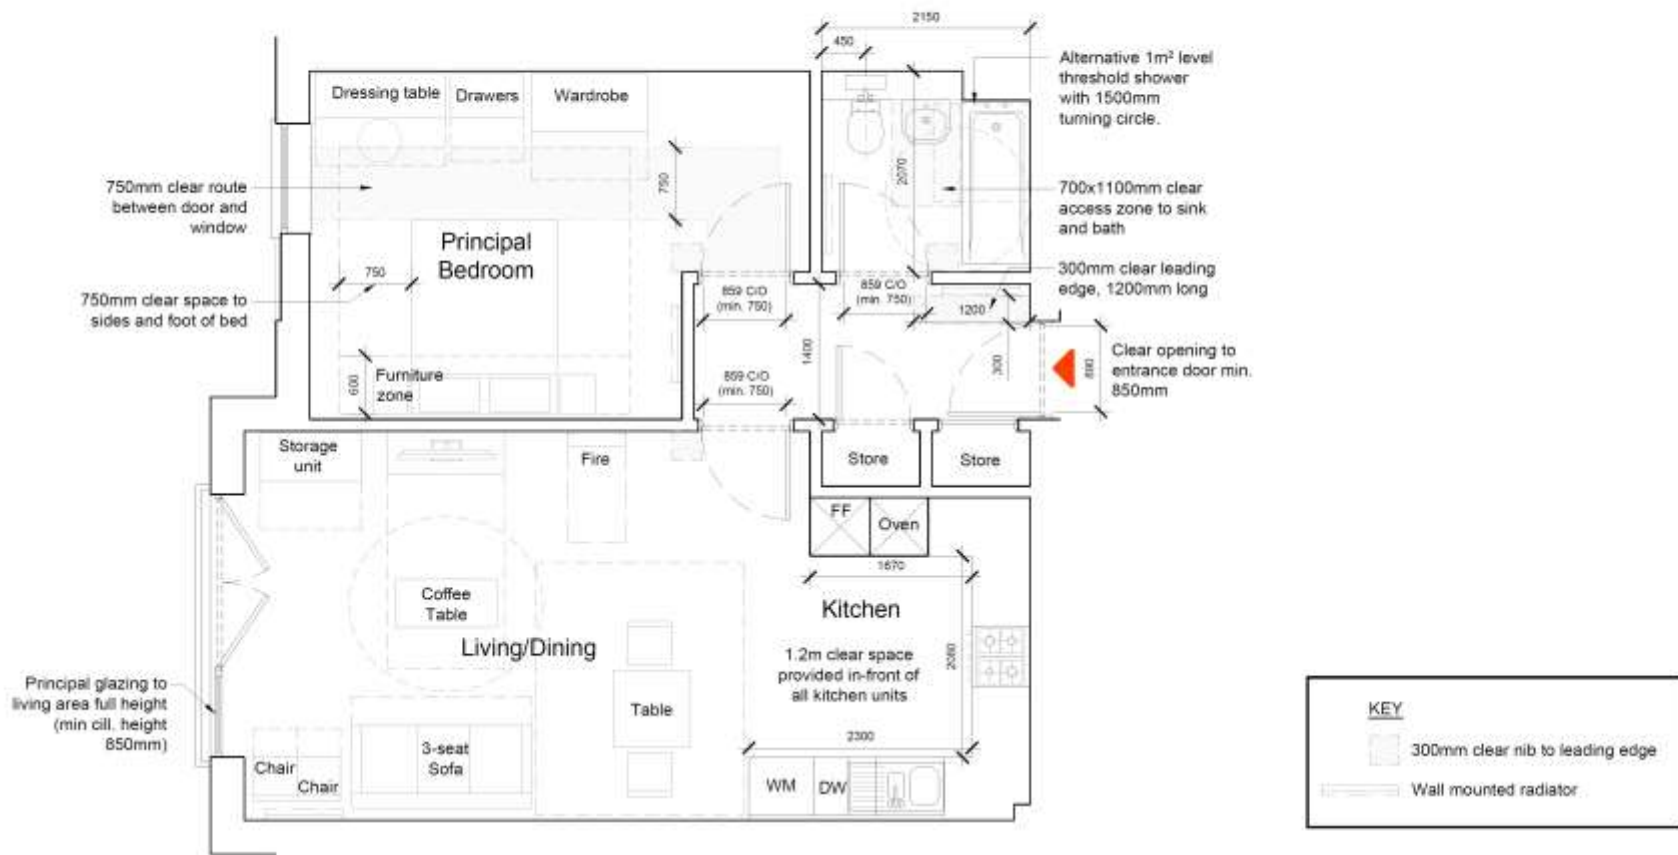 2150
450
Alternative 1m² level
threshold shower
with 1500mm
turning circle.
Dressing table
Drawers
Wardrobe
750mm clear route
between door and
window
750
2070
700x1100mm clear
access zone to sink
and bath
Principal
Bedroom
750
750mm clear space to
sides and foot of bed
859 C/O
(min. 750)
859 C/O
(min. 750)
300mm clear leading
edge, 1200mm long
1200
1400
300
Clear opening to
entrance door min.
850mm
600
Furniture
zone
859 C/O
(min. 750)
Storage
unit
Fire
Store
Store
FF
Oven
1670
Coffee
Table
Kitchen
Living/Dining
1.2m clear space
provided in-front of
all kitchen units
Principal glazing to
living area full height
(min cill. height
850mm)
Table
2300
3-seat
Sofa
Chair
Chair
WM
DW
KEY
300mm clear nib to leading edge
Wall mounted radiator